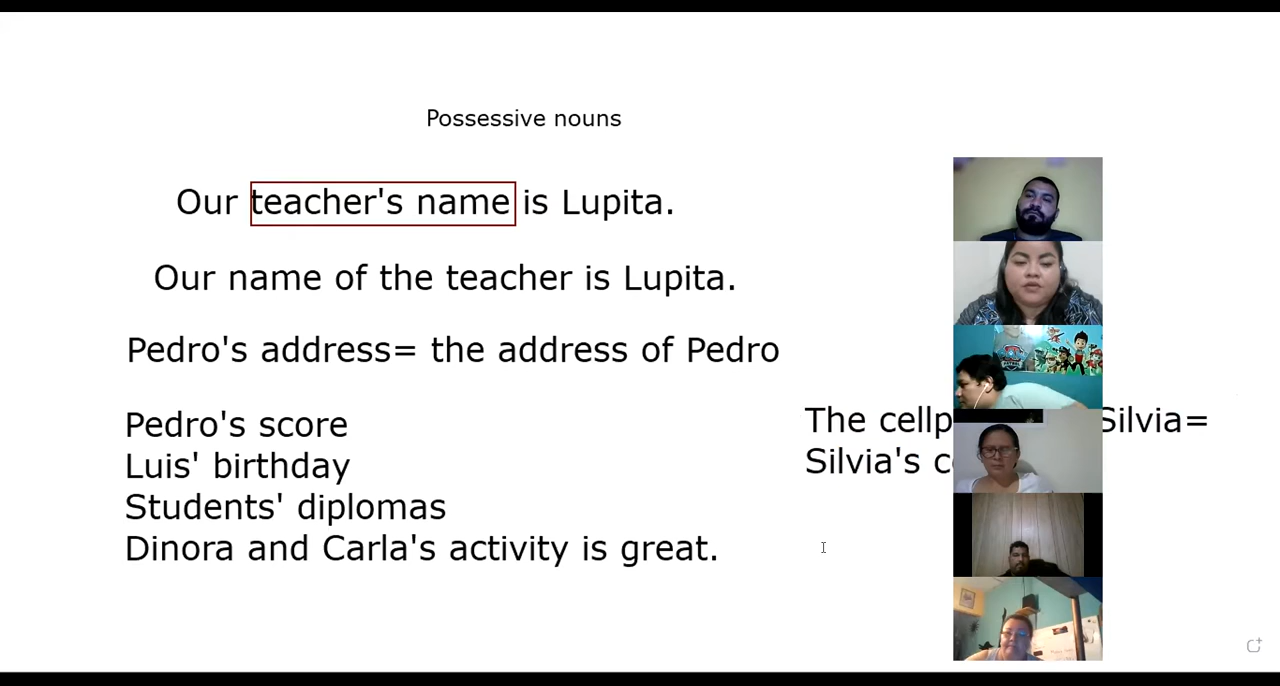 Possessive nouns
Our teacher's name is Lupita.
Our name of the teacher is Lupita.
Pedro's address= the address of Pedro
Pedro's score
Luis' birthday
Students' diplomas
Dinora and Carla's activity is great.
The Silvia=
Silvia's